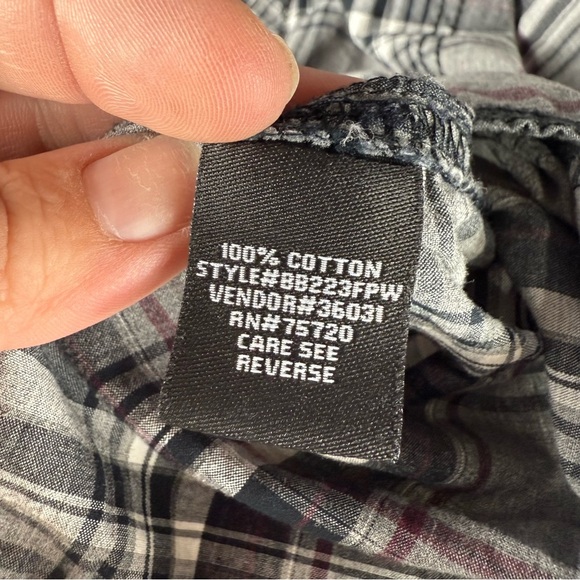 100% COTTON
STYLE#BB223FPW
VENDOR#36031
RN#75720
CARE SEE
REVERSE